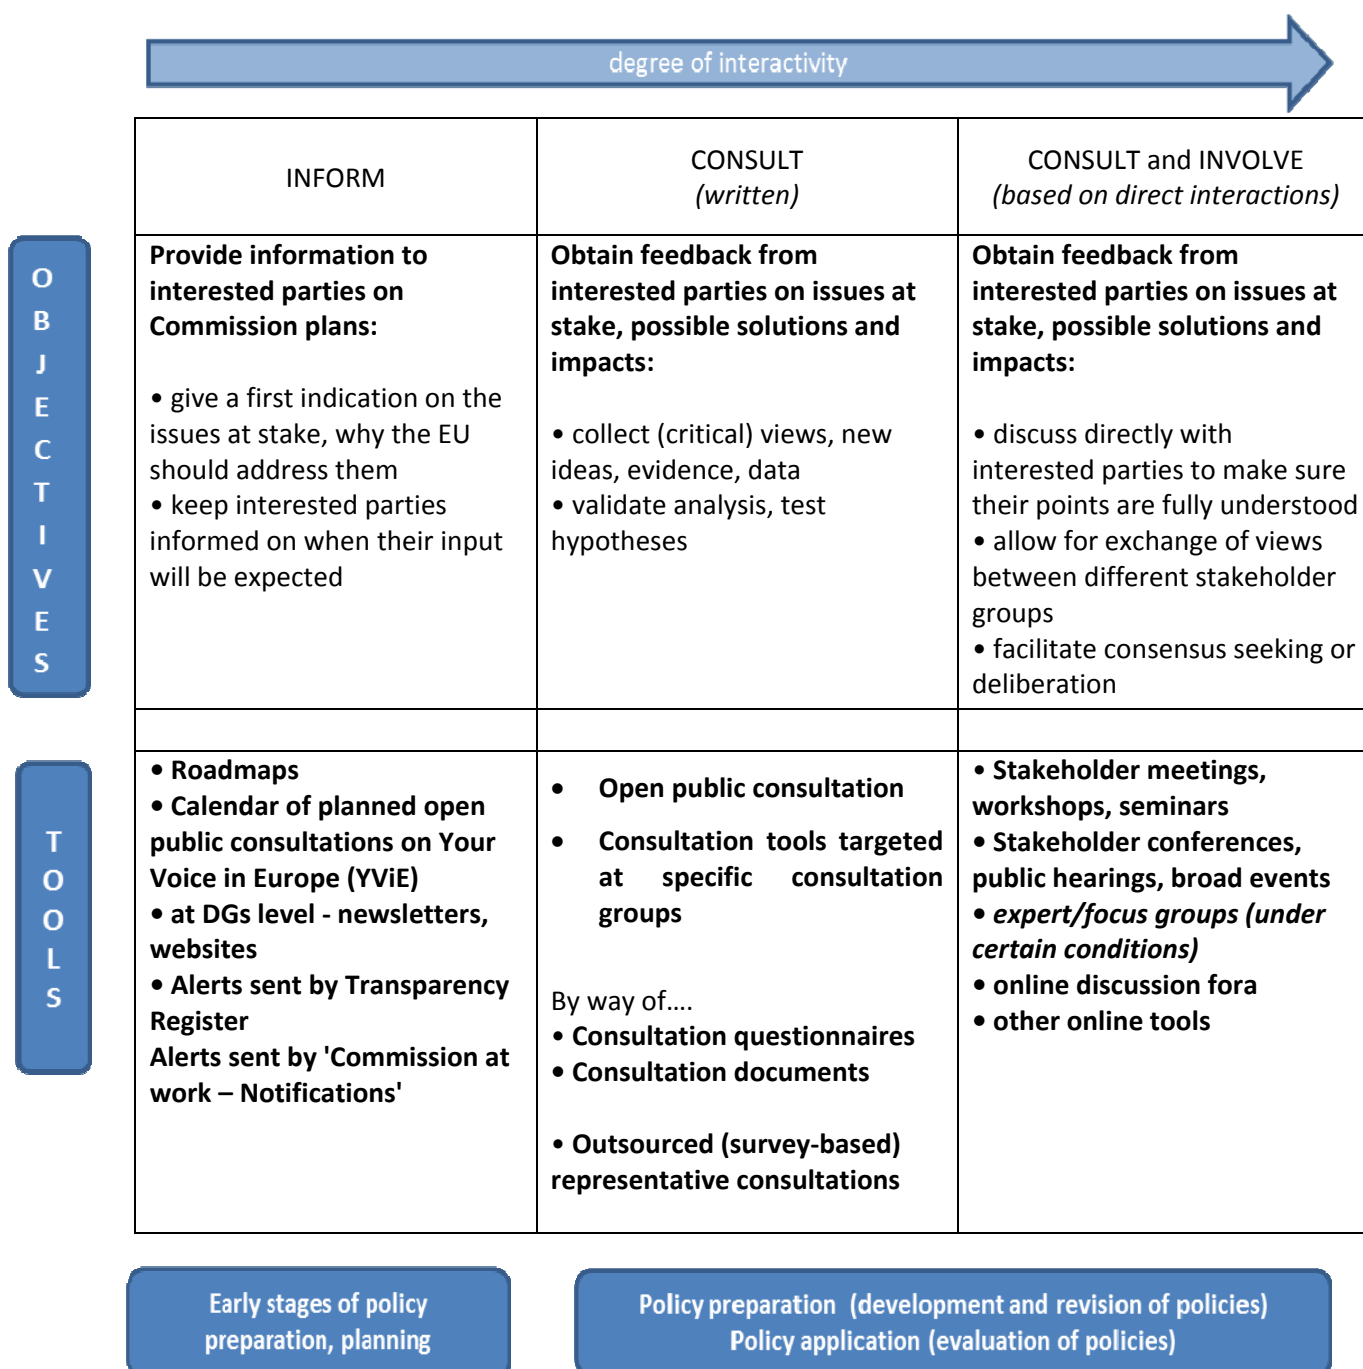 degree of interactivity
INFORM
CONSULT
(written)
CONSULT and INVOLVE
(based on direct interactions)
OBJECTIVES
Provide information to
interested parties on
Commission plans:
• give a first indication on the
issues at stake, why the EU
should address them
• keep interested parties
informed on when their input
will be expected
Obtain feedback from
interested parties on issues at
stake, possible solutions and
impacts:
• collect (critical) views, new
ideas, evidence, data
• validate analysis, test
hypotheses
Obtain feedback from
interested parties on issues at
stake, possible solutions and
impacts:
• discuss directly with
interested parties to make sure
their points are fully understood
• allow for exchange of views
between different stakeholder
groups
• facilitate consensus seeking or
deliberation
TOOLS
• Roadmaps
• Calendar of planned open
public consultations on Your
Voice in Europe (YViE)
• at DGs level - newsletters,
websites
• Alerts sent by Transparency
Register
Alerts sent by 'Commission at
work – Notifications'
• Open public consultation
• Consultation tools targeted
at specific consultation
groups
By way of....
• Consultation questionnaires
• Consultation documents
• Outsourced (survey-based)
representative consultations
• Stakeholder meetings,
workshops, seminars
• Stakeholder conferences,
public hearings, broad events
• expert/focus groups (under
certain conditions)
• online discussion fora
• other online tools
Early stages of policy
preparation, planning
Policy preparation (development and revision of policies)
Policy application (evaluation of policies)